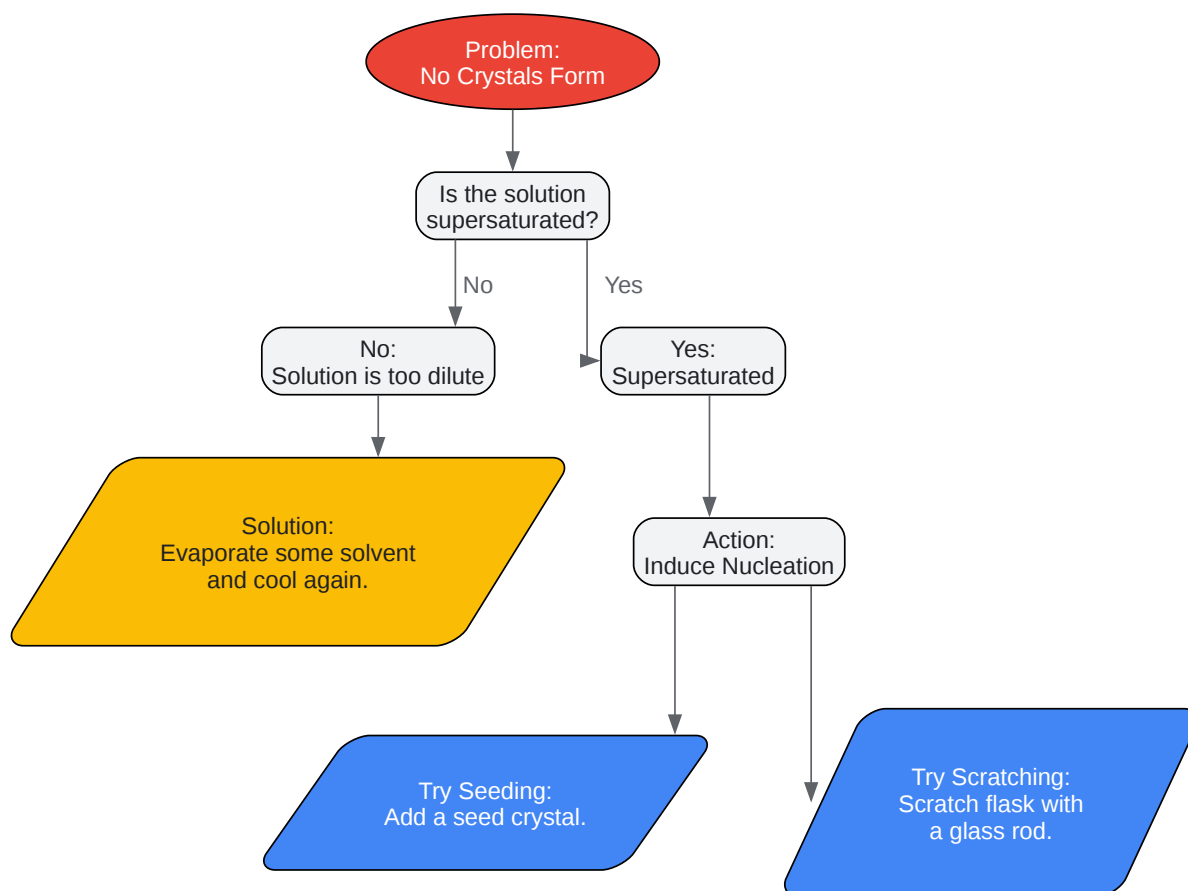 Problem:
No Crystals Form
Is the solution
supersaturated?
No
Yes
No:
Solution is too dilute
Yes:
Supersaturated
Solution:
Evaporate some solvent
and cool again.
Action:
Induce Nucleation
Try Seeding:
Add a seed crystal.
Try Scratching:
Scratch flask with
a glass rod.